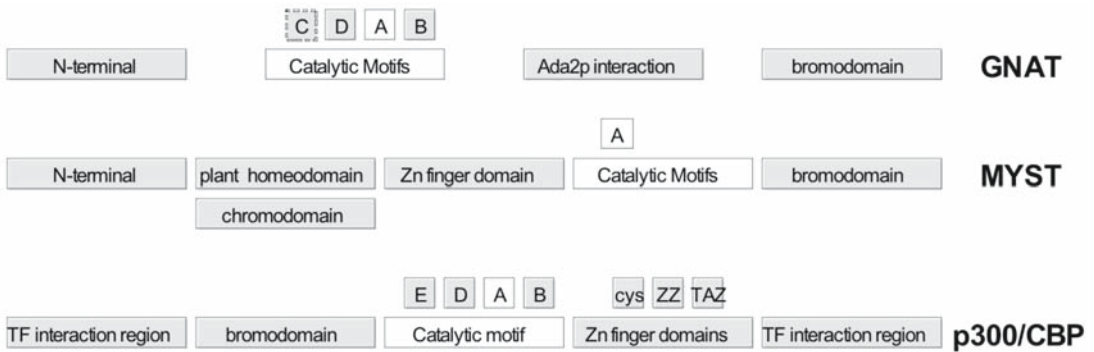 C D A B
N-terminal Catalytic Motifs Ada2p interaction bromodomain GNAT
A
N-terminal plant homeodomain Zn finger domain Catalytic Motifs bromodomain MYST
chromodomain
E D A B cys ZZ TAZ
TF interaction region bromodomain Catalytic motif Zn finger domains TF interaction region p300/CBP